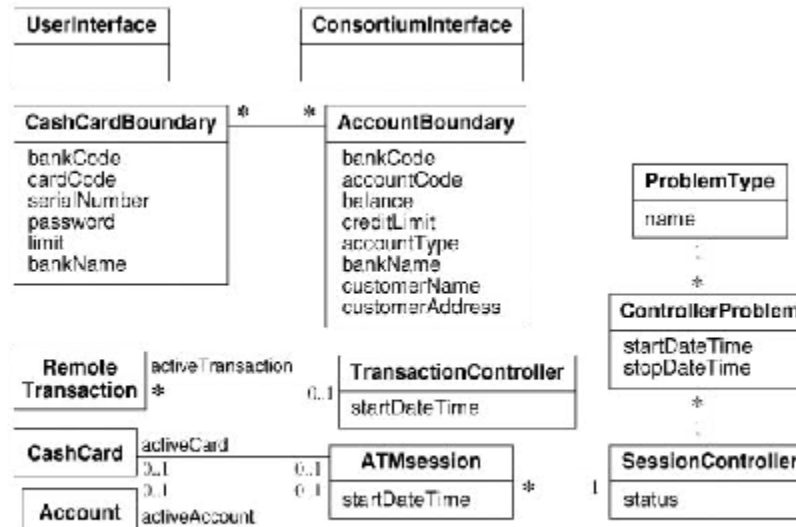 UserInterface
ConsortiumInterface
CashCardBoundary
*
*
AccountBoundary
bankCode
cardCode
serialNumber
password
limit
bankName
bankCode
accountCode
balance
creditLimit
accountType
bankName
customerName
customerAddress
ProblemType
name
*
ControllerProblem
startDateTime
stopDateTime
*
Remote
Transaction
activeTransaction
*
0..1
TransactionController
startDateTime
CashCard
activeCard
0..1
0..1
0..1
0..1
ATMsession
startDateTime
*
1
SessionController
status
Account
activeAccount